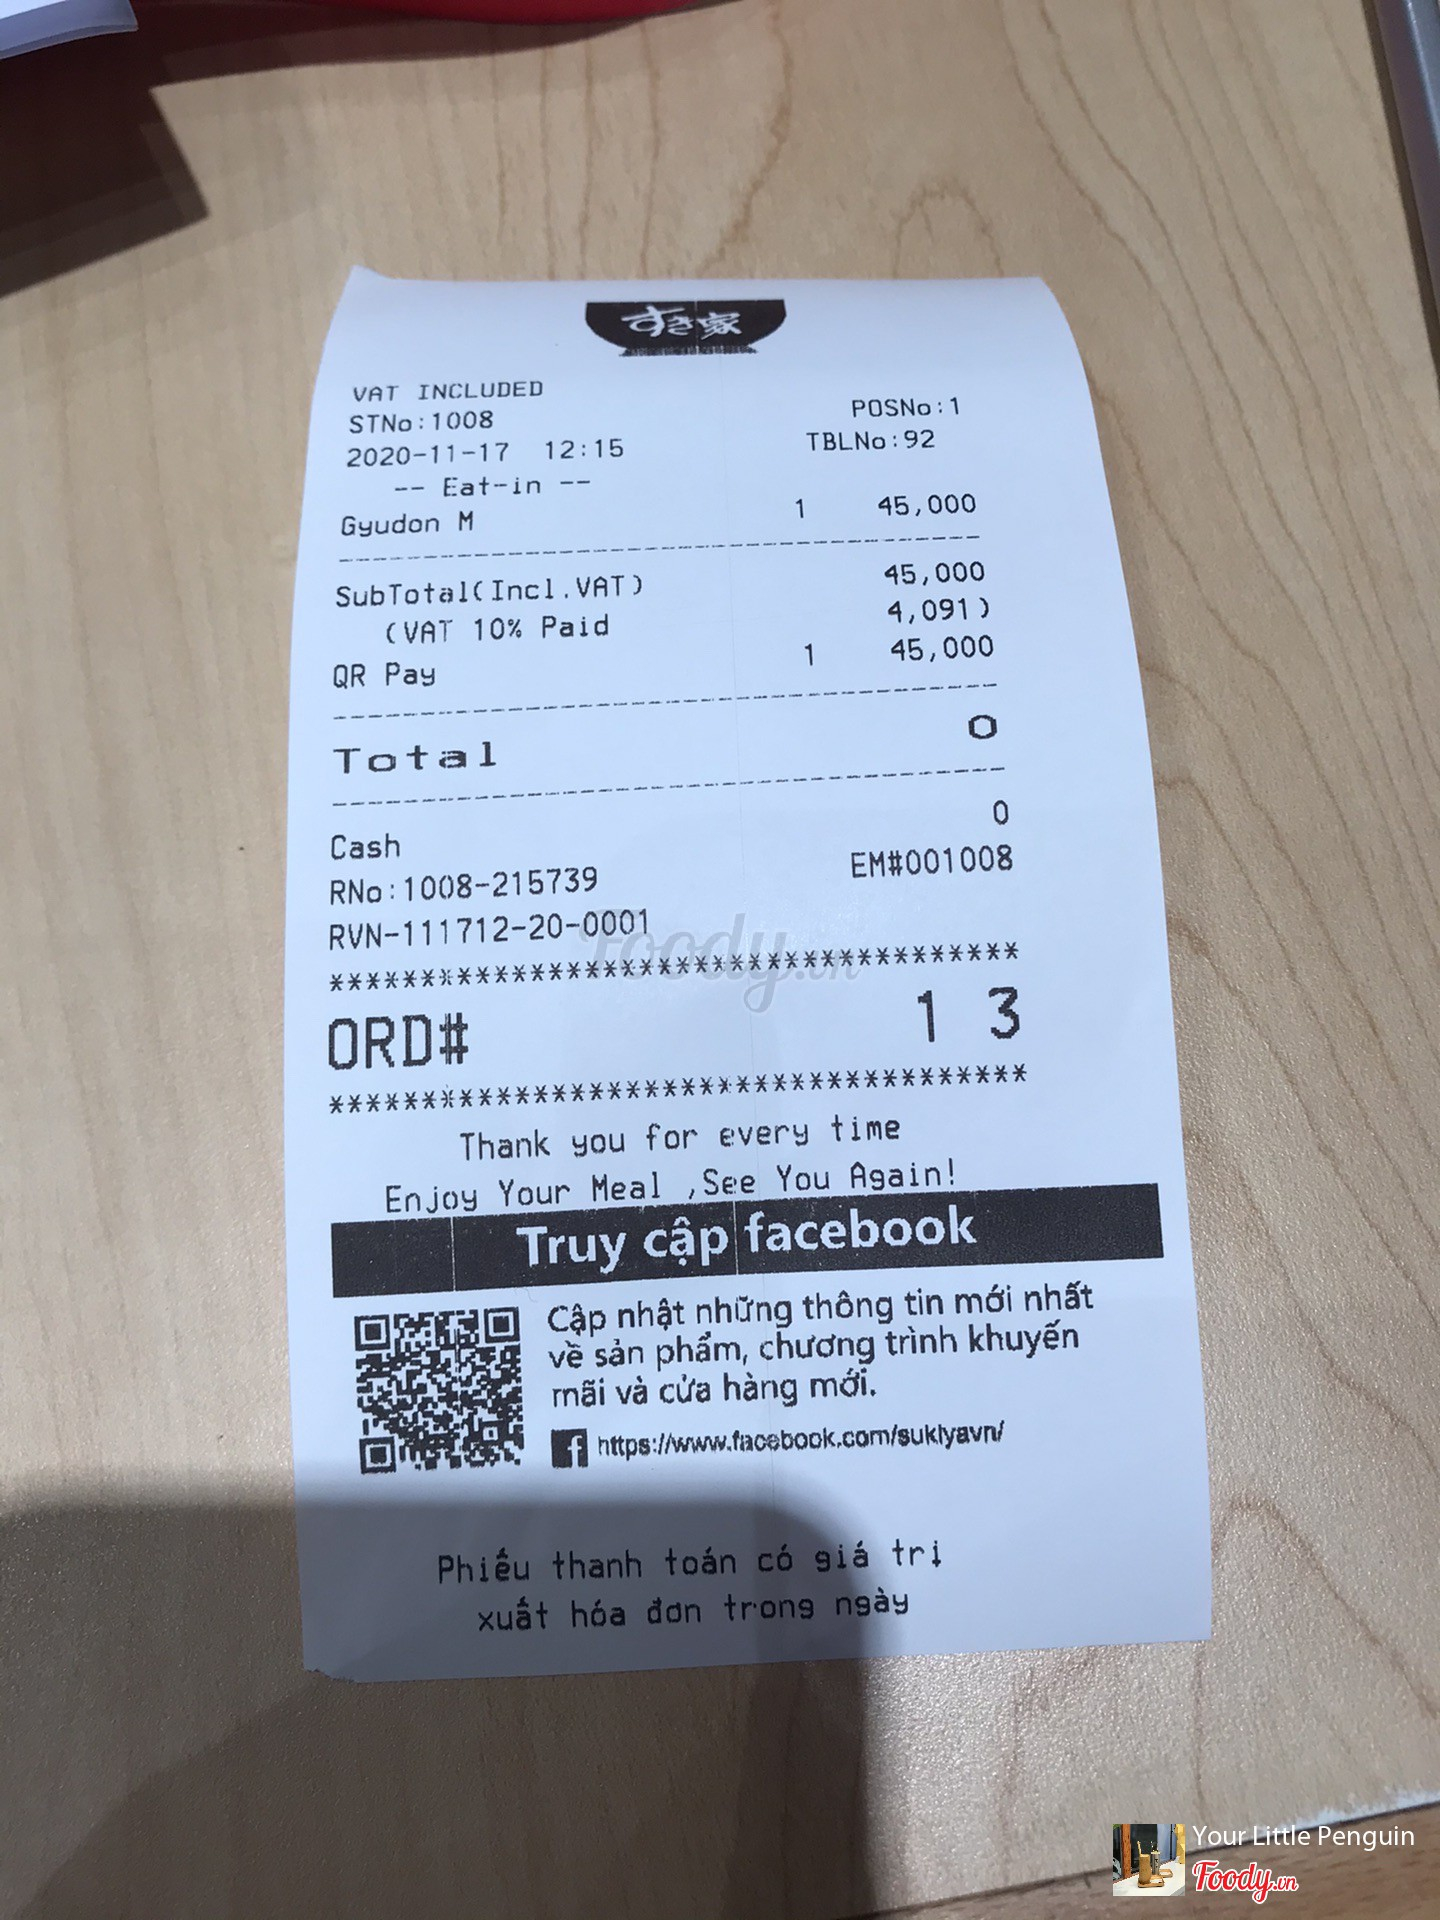 すき家
VAT INCLUDED
STNo:1008 POSNo:1
2020-11-17 12:15 TBLNo:92
-- Eat-in --
Gyudon M 1 45,000
SubTotal(Incl.VAT) 45,000
(VAT 10% Paid 4,091)
QR Pay 1 45,000
Total 0
Cash 0
RNo:1008-215739 EM#001008
RVN-111712-20-0001
*************************************
ORD# 1 3
*************************************
Thank you for every time
Enjoy Your Meal ,See You Again!
Truy cập facebook
Cập nhật những thông tin mới nhất
về sản phẩm, chương trình khuyến
mãi và cửa hàng mới.
f https://www.facebook.com/sukiyavn/
Phiếu thanh toán có giá trị
xuất hóa đơn trong ngày
Foody.vn
Your Little Penguin
Foody.vn